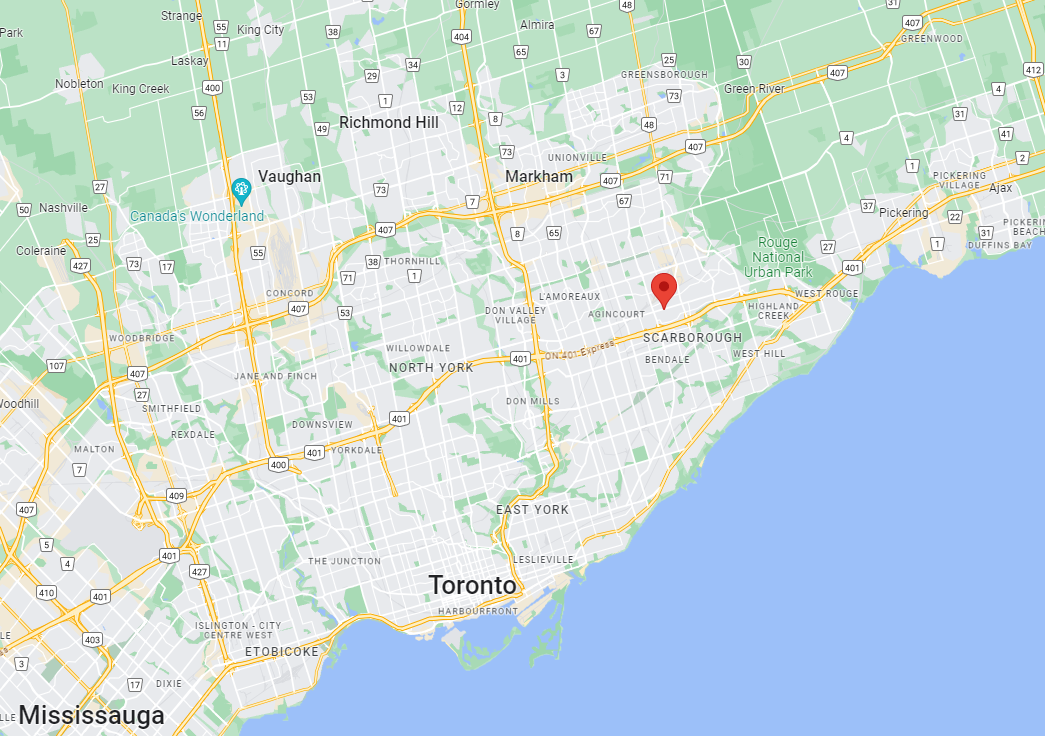 Gormley
Strange
55
King City
38
48
31
407
Almira
67
Park
11
404
GREENWOOD
65
Laskay
34
25
30
412
29
3
GREENSBOROUGH
407
Nobleton
King Creek
400
53
1
12
73
Green River
4
56
8
31
Richmond Hill
49
48
41
4
73
407
UNIONVILLE
2
Vaughan
Markham
1
71
407
PICKERING
VILLAGE
27
73
Ajax
7
67
50
Nashville
Canada's Wonderland
37
Pickering
22
407
8
65
31
PICKERIN
BEACH
25
1
DUFFINS BAY
Coleraine
55
27
Rouge
National
Urban Park
427
73
17
38
THORNHILL
401
71
1
CONCORD
L'AMOREAUX
WEST ROUGE
407
53
DON VALLEY
VILLAGE
AGINCOURT
HIGHLAND
CREEK
WOODBRIDGE
SCARBOROUGH
WILLOWDALE
ON 401 Express
107
401
BENDALE
WEST HILL
407
JANE AND FINCH
NORTH YORK
27
Woodhill
SMITHFIELD
DON MILLS
401
DOWNSVIEW
REXDALE
MALTON
401
YORKDALE
7
400
409
407
EAST YORK
5
401
4
THE JUNCTION
LESLIEVILLE
427
410
401
Toronto
HARBOURFRONT
403
ISLINGTON - CITY
CENTRE WEST
LE
ETOBICOKE
3
17
DIXIE
Mississauga